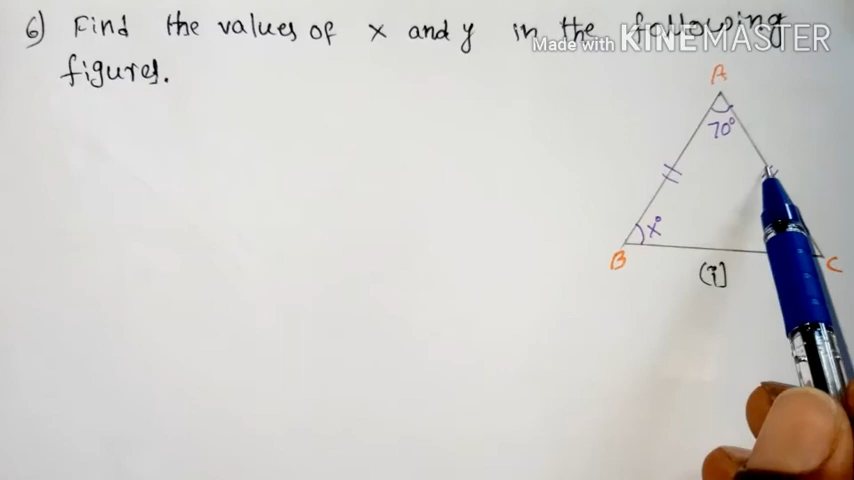 6) Find the values of x and y in the following
Made with KINEMASTER
figures.
A
70°
x°
B
C
(i)